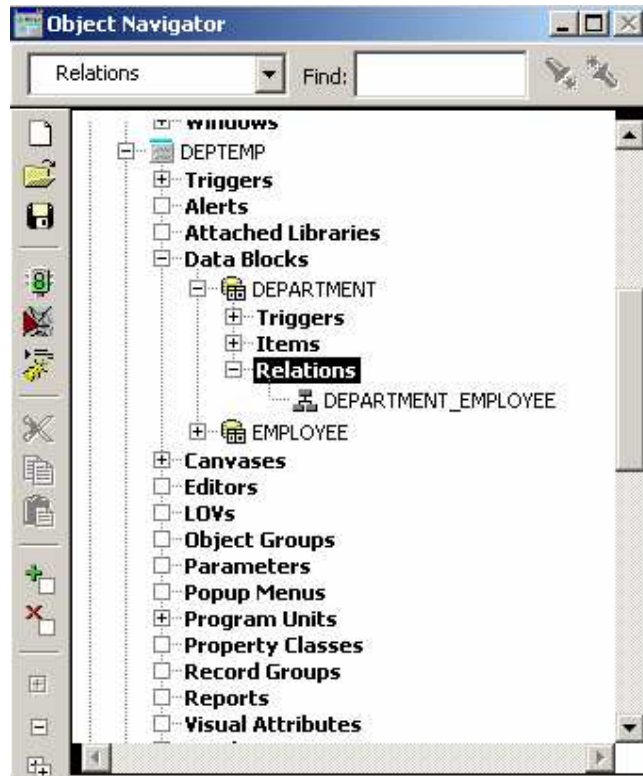 Object Navigator
Relations
Find:
Windows
DEPTEMP
Triggers
Alerts
Attached Libraries
Data Blocks
DEPARTMENT
Triggers
Items
Relations
DEPARTMENT_EMPLOYEE
EMPLOYEE
Canvases
Editors
LOVs
Object Groups
Parameters
Popup Menus
Program Units
Property Classes
Record Groups
Reports
Visual Attributes